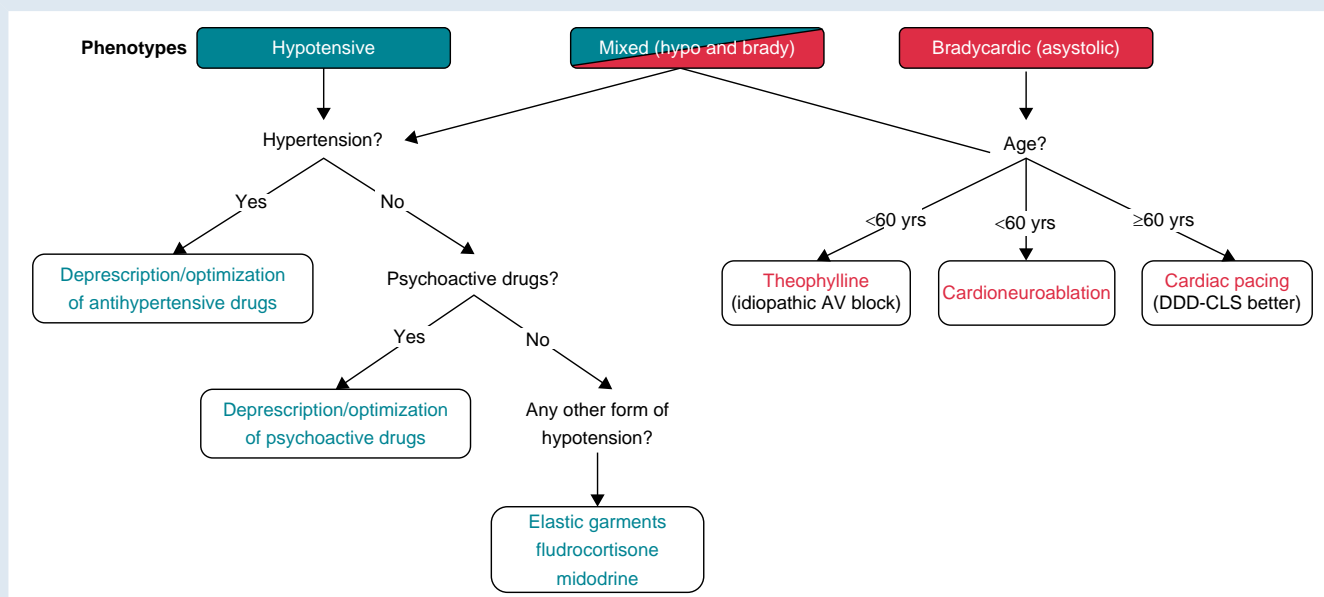 Phenotypes
Hypotensive
Mixed (hypo and brady)
Bradycardic (asystolic)
Hypertension?
Age?
Yes
No
<60 yrs
<60 yrs
≥60 yrs
Deprescription/optimization
of antihypertensive drugs
Psychoactive drugs?
Theophylline
(idiopathic AV block)
Cardioneuroablation
Cardiac pacing
(DDD-CLS better)
Yes
No
Deprescription/optimization
of psychoactive drugs
Any other form of
hypotension?
Elastic garments
fludrocortisone
midodrine